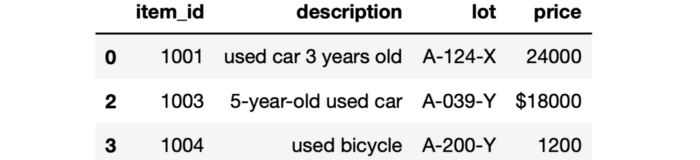 item_id description lot price
0 1001 used car 3 years old A-124-X 24000
2 1003 5-year-old used car A-039-Y $18000
3 1004 used bicycle A-200-Y 1200